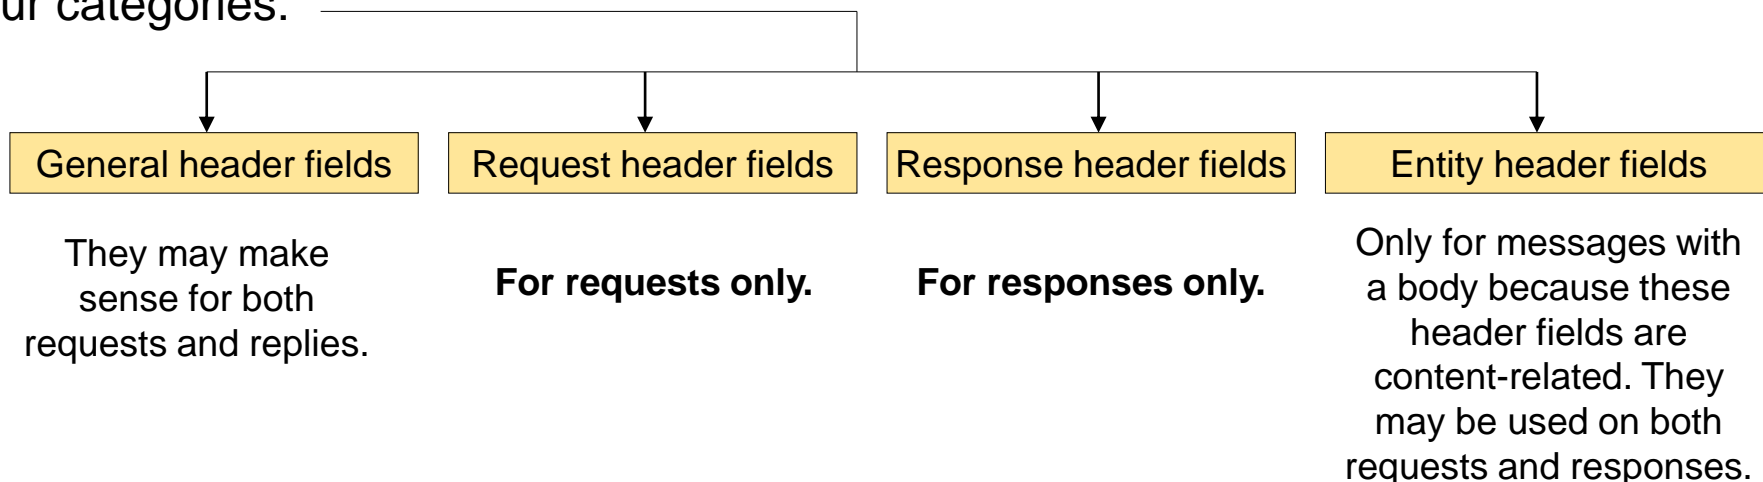 ur categories.
General header fields
Request header fields
Response header fields
Entity header fields
They may make
sense for both
requests and replies.
For requests only.
For responses only.
Only for messages with
a body because these
header fields are
content-related. They
may be used on both
requests and responses.